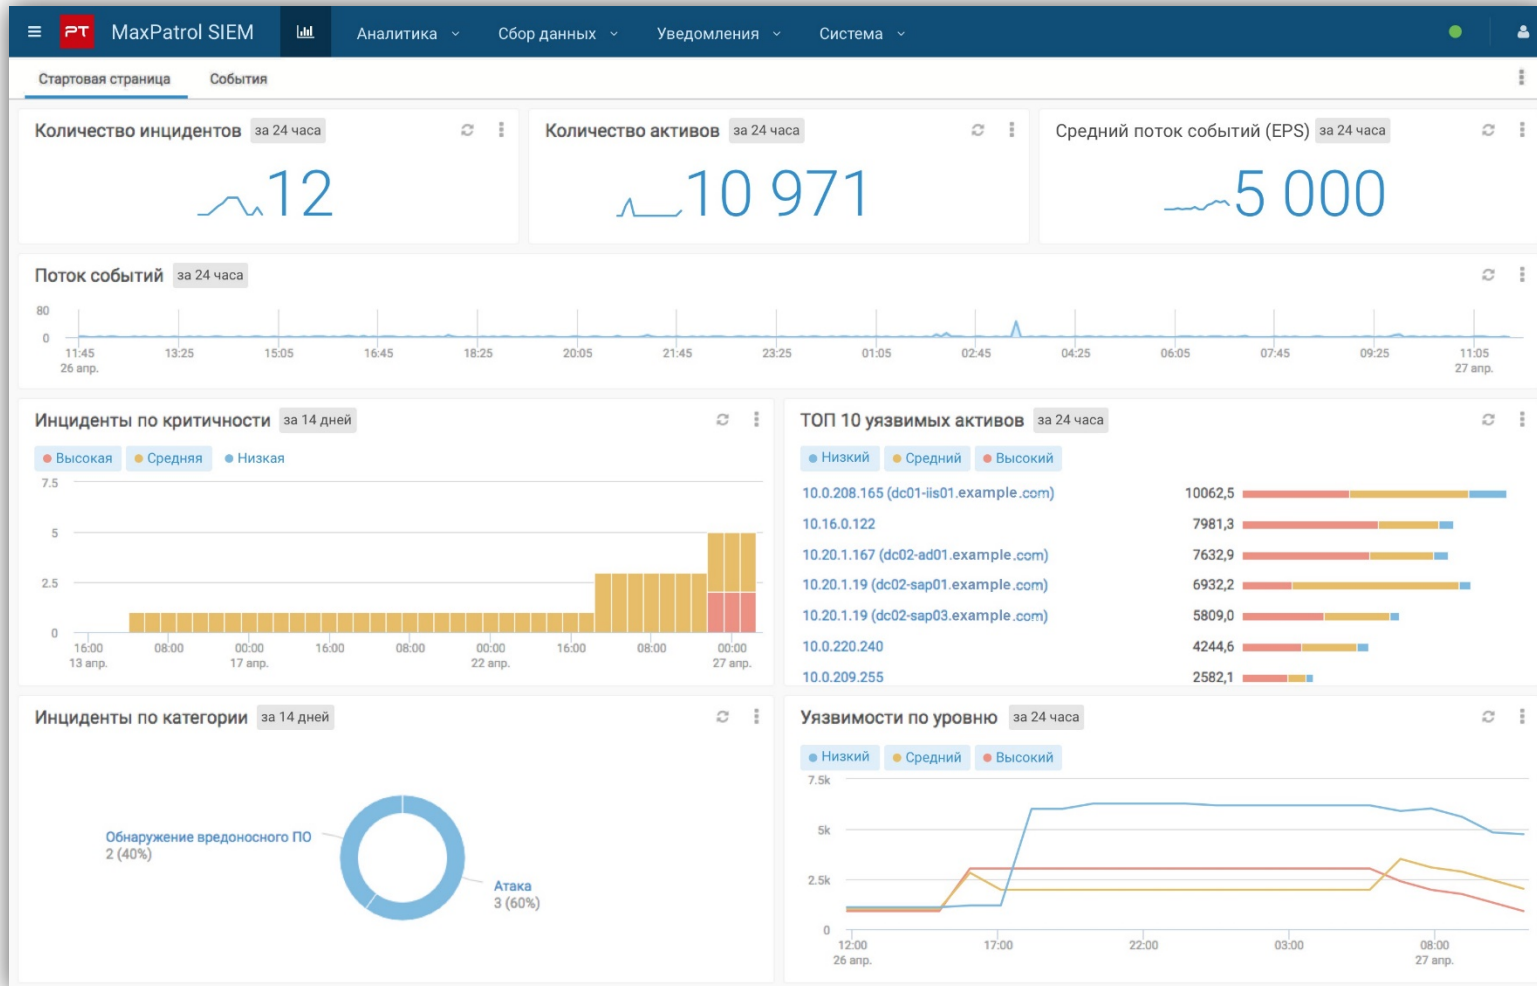 PT MaxPatrol SIEM Аналитика Сбор данных Уведомления Система
Стартовая страница События
Количество инцидентов за 24 часа
12
Количество активов за 24 часа
10 971
Средний поток событий (EPS) за 24 часа
5 000
Поток событий за 24 часа
80
0
11:45 13:25 15:05 16:45 18:25 20:05 21:45 23:25 01:05 02:45 04:25 06:05 07:45 09:25 11:05
26 апр. 27 апр.
Инциденты по критичности за 14 дней
Высокая Средняя Низкая
7.5
5
2.5
0
16:00 08:00 00:00 16:00 08:00 00:00 16:00 08:00 00:00
13 апр. 17 апр. 22 апр. 27 апр.
ТОП 10 уязвимых активов за 24 часа
Низкий Средний Высокий
10.0.208.165 (dc01-iis01.example.com) 10062,5
10.16.0.122 7981,3
10.20.1.167 (dc02-ad01.example.com) 7632,9
10.20.1.19 (dc02-sap01.example.com) 6932,2
10.20.1.19 (dc02-sap03.example.com) 5809,0
10.0.220.240 4244,6
10.0.209.255 2582,1
Инциденты по категории за 14 дней
Обнаружение вредоносного ПО
2 (40%)
Атака
3 (60%)
Уязвимости по уровню за 24 часа
Низкий Средний Высокий
7.5k
5k
2.5k
0
12:00 17:00 22:00 03:00 08:00
26 апр. 27 апр.